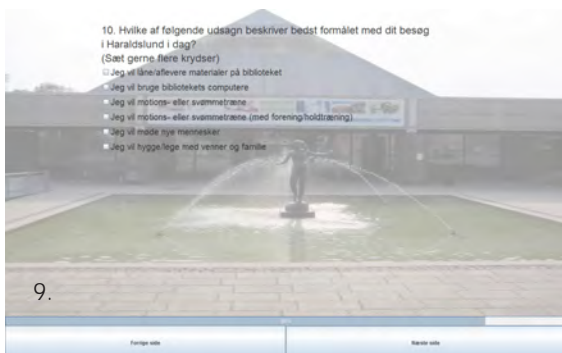 10. Hvilke af følgende udsagn beskriver bedst formålet med dit besøg
i Haraldslund i dag?
(Sæt gerne flere krydser)
Jeg vil låne/aflevere materialer på biblioteket
Jeg vil bruge bibliotekets computere
Jeg vil motions- eller svømmetræne
Jeg vil motions- eller svømmetræne (med forening/holdtræning)
Jeg vil møde nye mennesker
Jeg vil hygge/lege med venner og familie
9.
Forrige side
Næste side